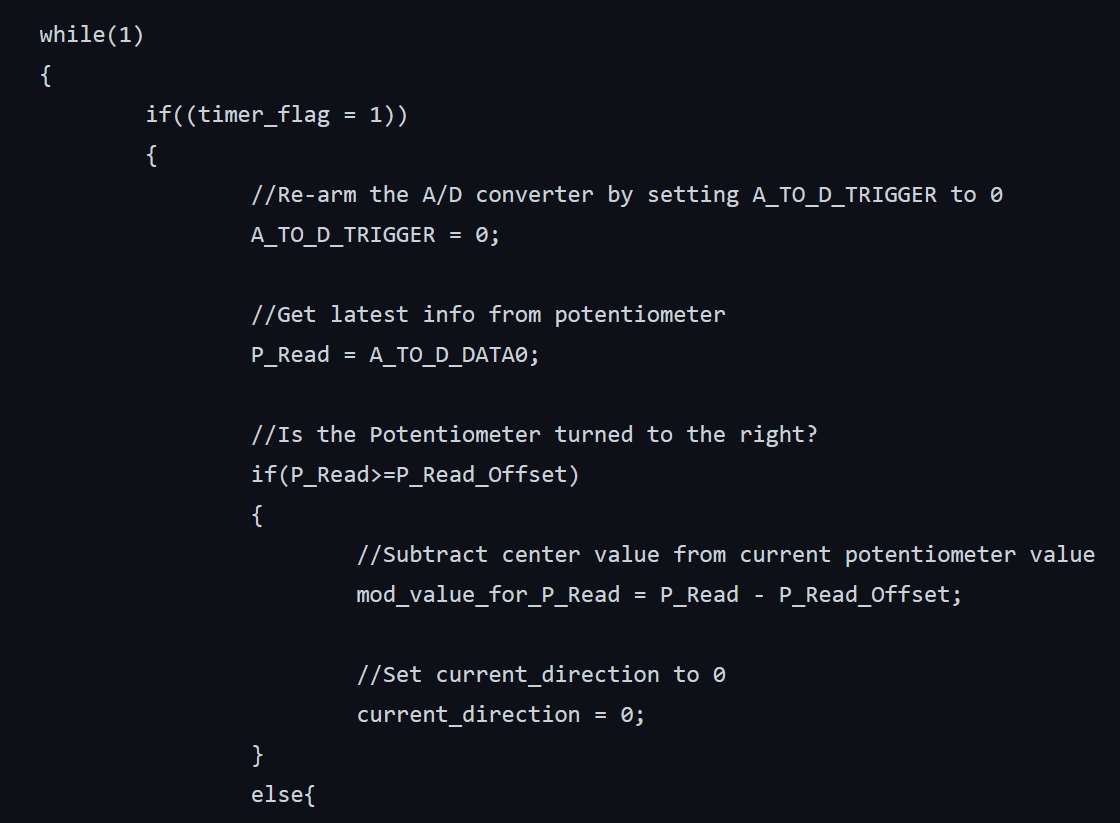 while(1)
{
if((timer_flag = 1))
{
//Re-arm the A/D converter by setting A_TO_D_TRIGGER to 0
A_TO_D_TRIGGER = 0;
//Get latest info from potentiometer
P_Read = A_TO_D_DATA0;
//Is the Potentiometer turned to the right?
if(P_Read>=P_Read_Offset)
{
//Subtract center value from current potentiometer value
mod_value_for_P_Read = P_Read - P_Read_Offset;
//Set current_direction to 0
current_direction = 0;
}
else{